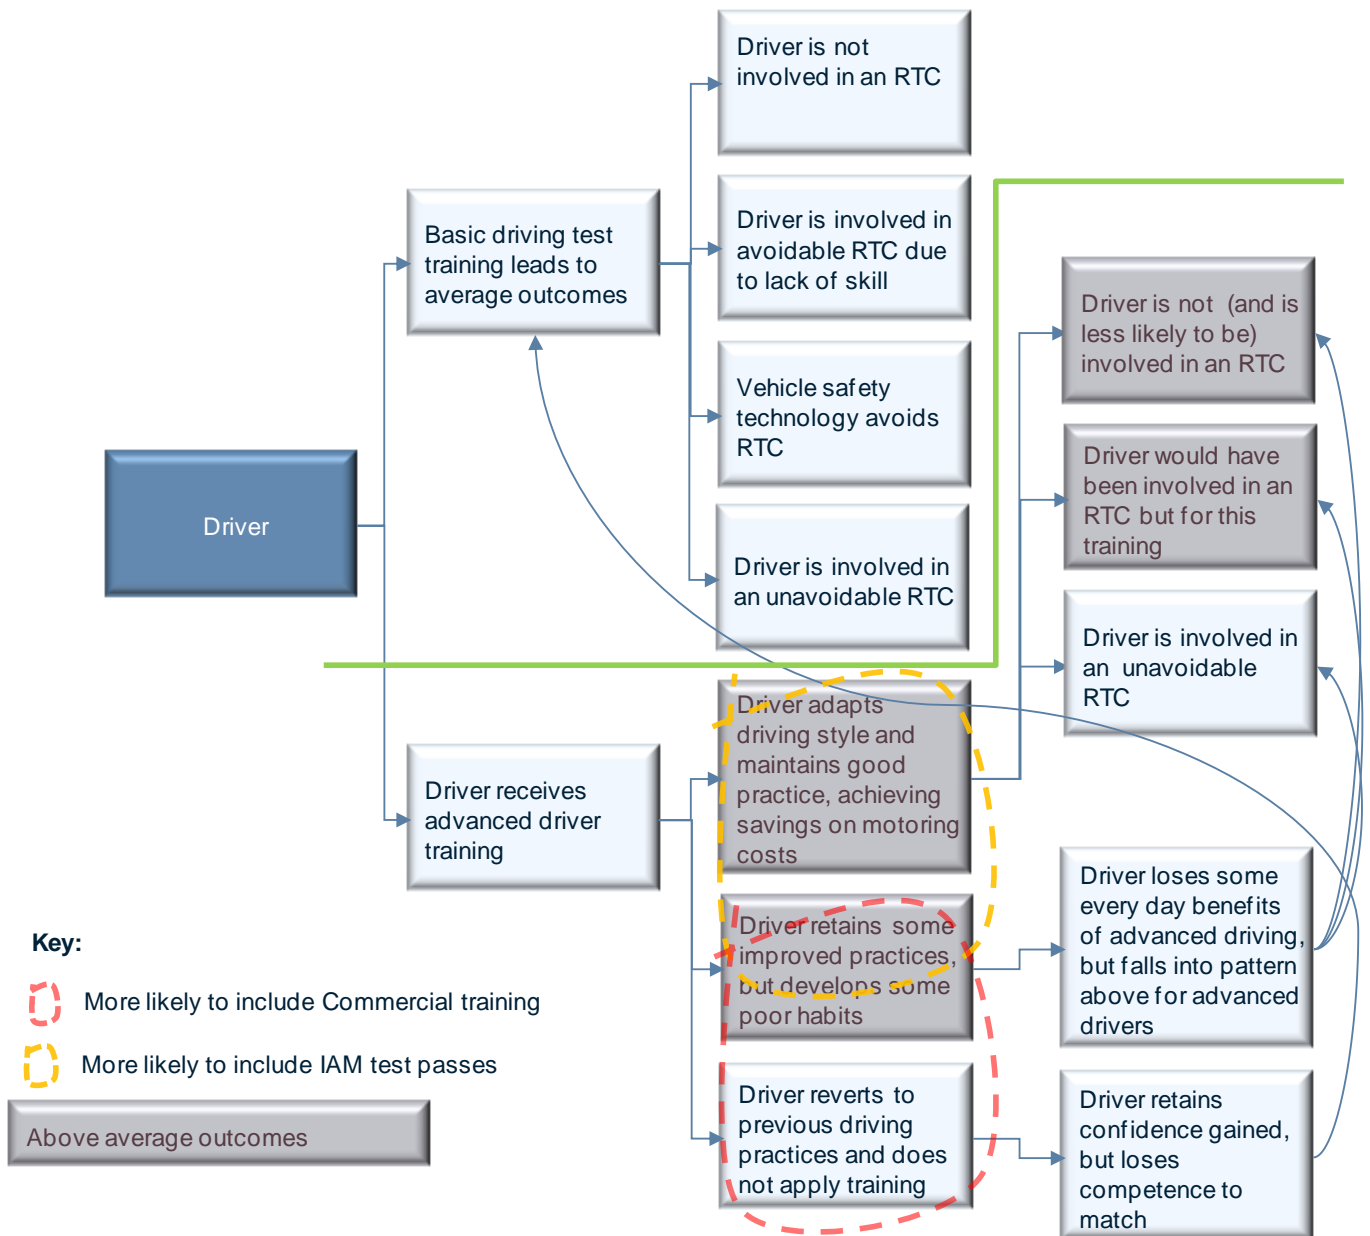 Driver is not
involved in an RTC
Driver is involved in
avoidable RTC due
to lack of skill
Basic driving test
training leads to
average outcomes
Driver is not (and is
less likely to be)
involved in an RTC
Vehicle safety
technology avoids
RTC
Driver would have
been involved in an
RTC but for this
training
Driver
Driver is involved in
an unavoidable RTC
Driver is involved in
an unavoidable
RTC
Driver adapts
driving style and
maintains good
practice, achieving
savings on motoring
costs
Driver receives
advanced driver
training
Driver loses some
every day benefits
of advanced driving,
but falls into pattern
above for advanced
drivers
Driver retains some
improved practices,
but develops some
poor habits
Key:
More likely to include Commercial training
More likely to include IAM test passes
Above average outcomes
Driver reverts to
previous driving
practices and does
not apply training
Driver retains
confidence gained,
but loses
competence to
match